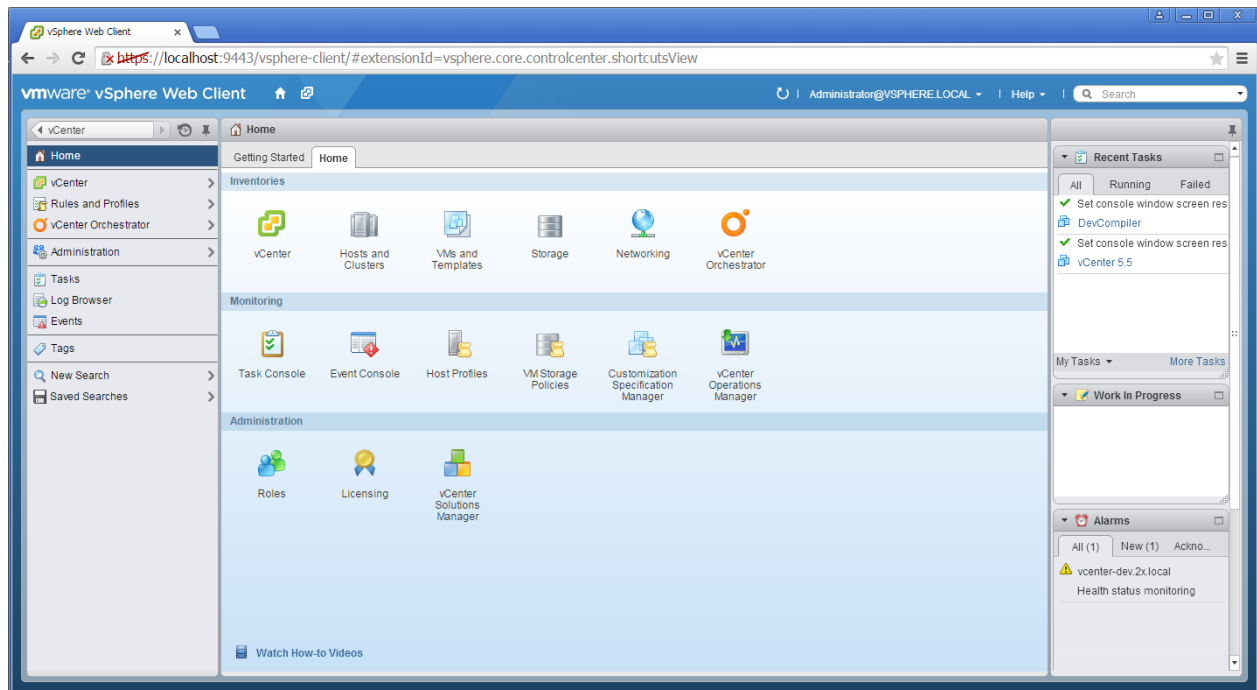 vSphere Web Client
https://localhost:9443/vsphere-client/#extensionId=vsphere.core.controlcenter.shortcutsView
vmware® vSphere Web Client
Administrator@VSPHERE.LOCAL
Help
Search
vCenter
Home
vCenter
Rules and Profiles
vCenter Orchestrator
Administration
Tasks
Log Browser
Events
Tags
New Search
Saved Searches
Home
Getting Started
Home
Inventories
vCenter
Hosts and
Clusters
VMs and
Templates
Storage
Networking
vCenter
Orchestrator
Monitoring
Task Console
Event Console
Host Profiles
VM Storage
Policies
Customization
Specification
Manager
vCenter
Operations
Manager
Administration
Roles
Licensing
vCenter
Solutions
Manager
Watch How-to Videos
Recent Tasks
All
Running
Failed
Set console window screen res
DevCompiler
Set console window screen res
vCenter 5.5
My Tasks
More Tasks
Work In Progress
Alarms
All (1)
New (1)
Ackno...
vcenter-dev.2x.local
Health status monitoring